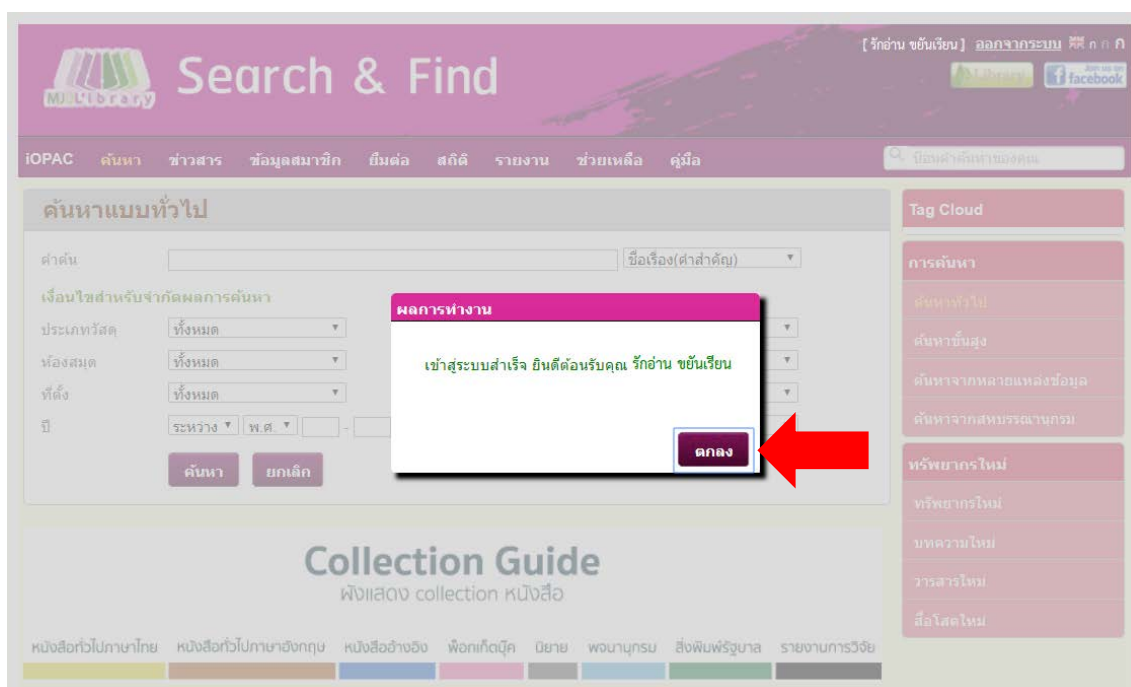 [ รักอ่าน ขยันเรียน ] ออกจากระบบ ก ก ก
MJU Library
Search & Find
Library
Join us on facebook
iOPAC ค้นหา ข่าวสาร ข้อมูลสมาชิก ยืมต่อ สถิติ รายงาน ช่วยเหลือ คู่มือ
ป้อนคำค้นหาของคุณ
ค้นหาแบบทั่วไป
คำค้น ชื่อเรื่อง(คำสำคัญ)
เงื่อนไขสำหรับจำกัดผลการค้นหา
ประเภทวัสดุ ทั้งหมด
ห้องสมุด ทั้งหมด
ที่ตั้ง ทั้งหมด
ปี ระหว่าง พ.ศ. -
ค้นหา ยกเลิก
ผลการทำงาน
เข้าสู่ระบบสำเร็จ ยินดีต้อนรับคุณ รักอ่าน ขยันเรียน
ตกลง
Tag Cloud
การค้นหา
ค้นหาทั่วไป
ค้นหาขั้นสูง
ค้นหาจากหลายแหล่งข้อมูล
ค้นหาจากสหบรรณานุกรม
ทรัพยากรใหม่
ทรัพยากรใหม่
บทความใหม่
วารสารใหม่
สื่อโสตใหม่
Collection Guide
ผังแสดง collection หนังสือ
หนังสือทั่วไปภาษาไทย หนังสือทั่วไปภาษาอังกฤษ หนังสืออ้างอิง พ็อกเก็ตบุ๊ค นิยาย พจนานุกรม สิ่งพิมพ์รัฐบาล รายงานการวิจัย